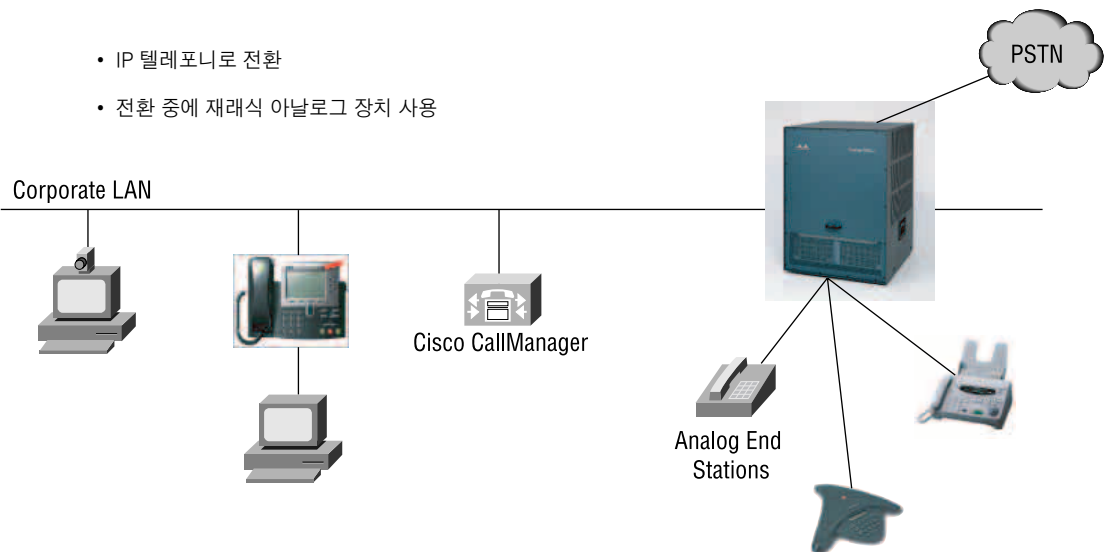 • IP 텔레포니로 전환
• 전환 중에 재래식 아날로그 장치 사용
PSTN
Corporate LAN
Cisco CallManager
Analog End
Stations